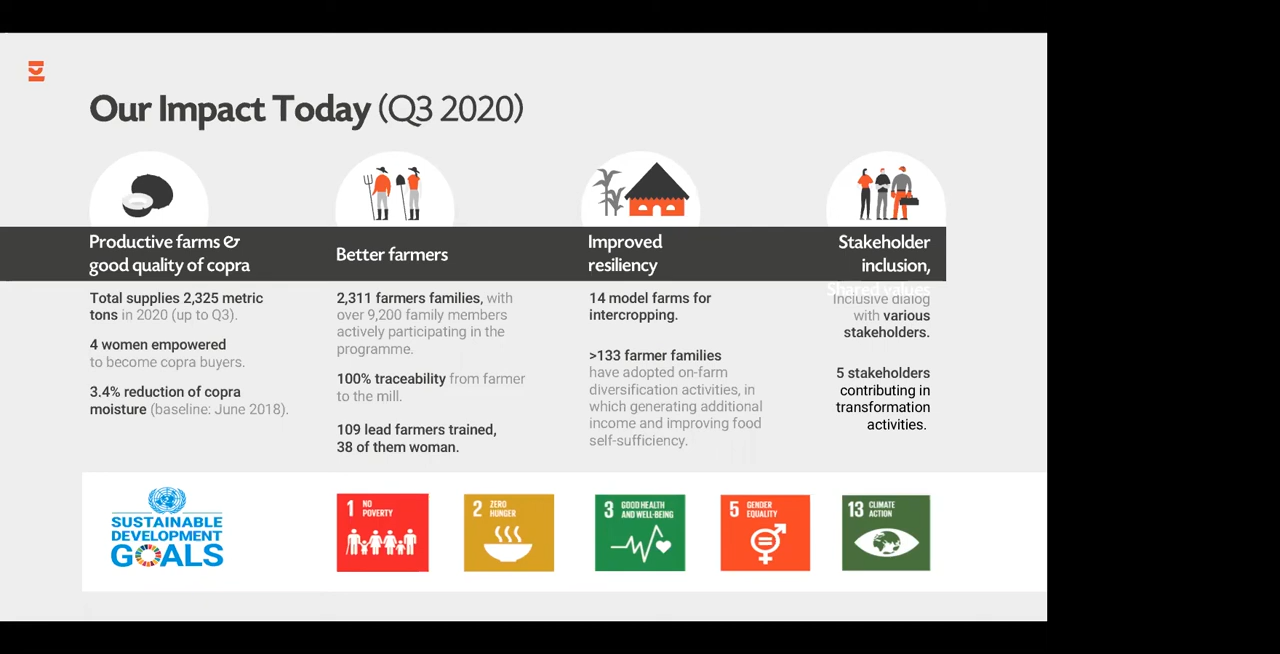 Our Impact Today (Q3 2020)
Productive farms &
good quality of copra
Total supplies 2,325 metric
tons in 2020 (up to Q3).
4 women empowered
to become copra buyers.
3.4% reduction of copra
moisture (baseline: June 2018).
Better farmers
2,311 farmers families, with
over 9,200 family members
actively participating in the
programme.
100% traceability from farmer
to the mill.
109 lead farmers trained,
38 of them woman.
Improved
resiliency
14 model farms for
intercropping.
>133 farmer families
have adopted on-farm
diversification activities, in
which generating additional
income and improving food
self-sufficiency.
Stakeholder
inclusion,
Shared values
Inclusive dialog
with various
stakeholders.
5 stakeholders
contributing in
transformation
activities.
SUSTAINABLE
DEVELOPMENT
GOALS
1 NO
POVERTY
2 ZERO
HUNGER
3 GOOD HEALTH
AND WELL-BEING
5 GENDER
EQUALITY
13 CLIMATE
ACTION